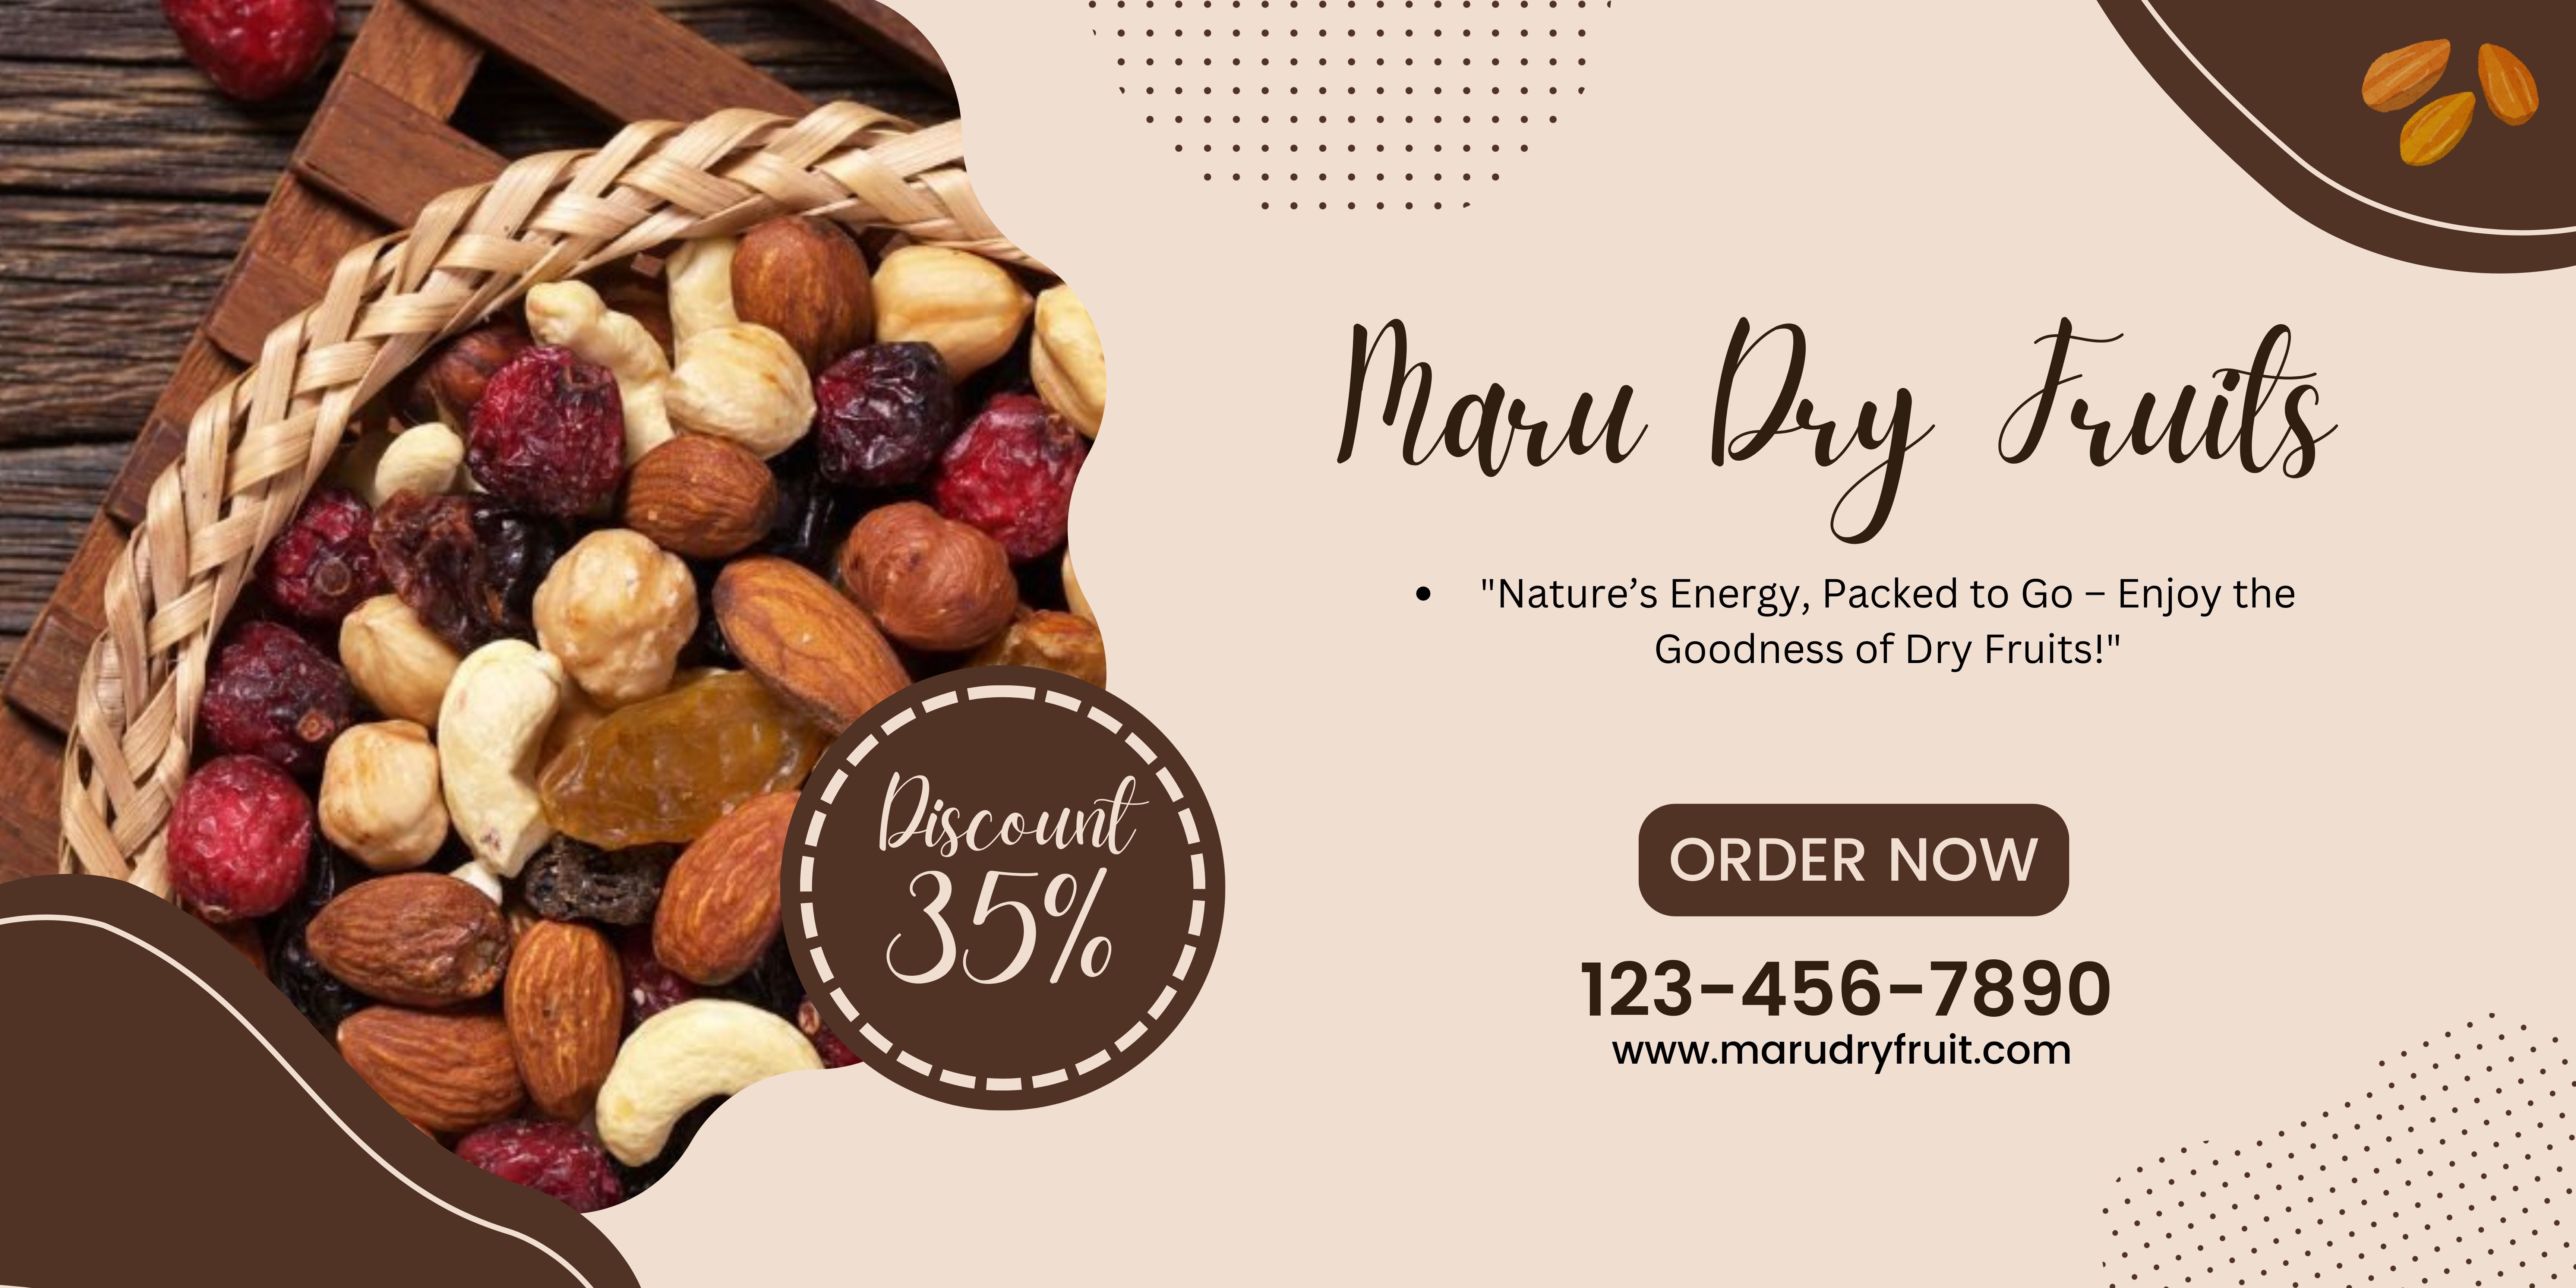 Maru Dry Fruits
• "Nature’s Energy, Packed to Go – Enjoy the
Goodness of Dry Fruits!"
Discount
35%
ORDER NOW
123-456-7890
www.marudryfruit.com